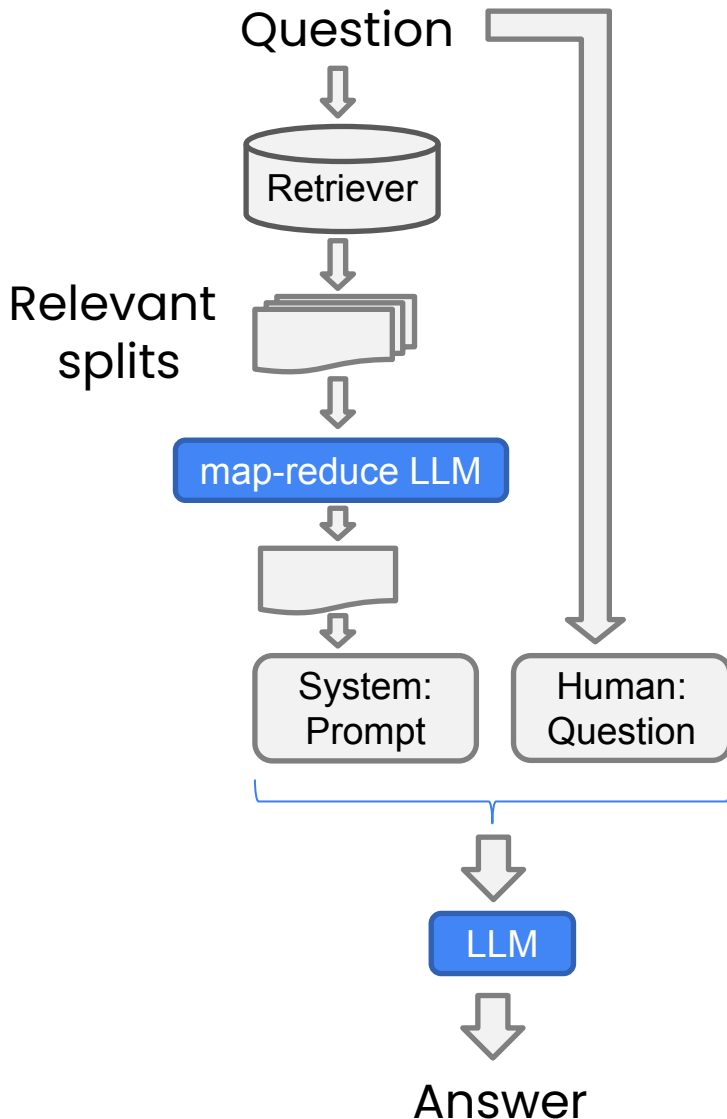 Question
Retriever
Relevant
splits
map-reduce LLM
System:
Prompt
Human:
Question
LLM
Answer